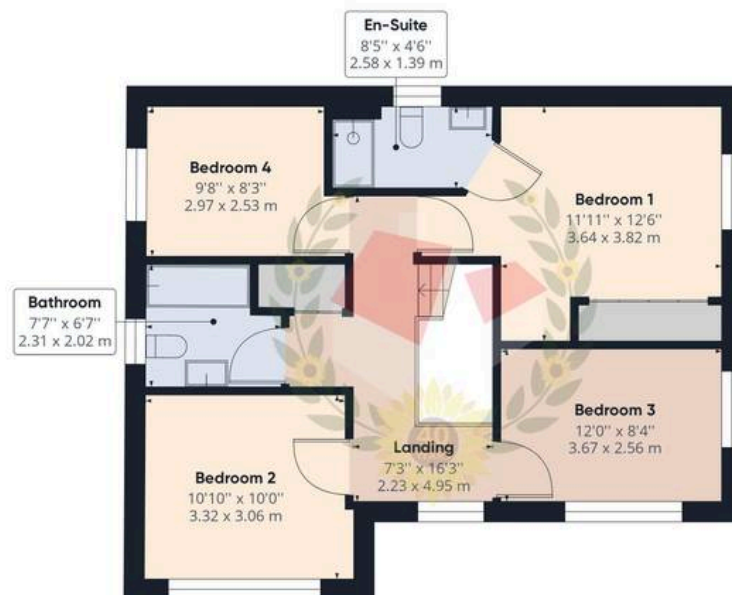 En-Suite
8'5'' x 4'6''
2.58 x 1.39 m
Bedroom 4
9'8'' x 8'3''
2.97 x 2.53 m
Bedroom 1
11'11'' x 12'6''
3.64 x 3.82 m
Bathroom
7'7'' x 6'7''
2.31 x 2.02 m
Bedroom 3
12'0'' x 8'4''
3.67 x 2.56 m
Landing
7'3'' x 16'3''
2.23 x 4.95 m
Bedroom 2
10'10'' x 10'0''
3.32 x 3.06 m